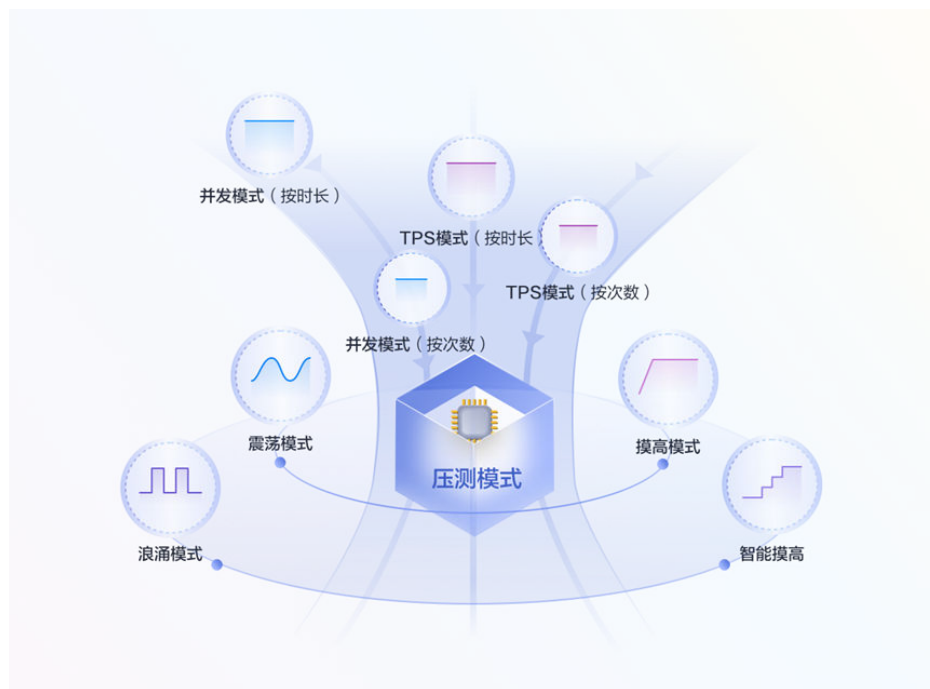 并发模式（按时长）
TPS模式（按时长）
TPS模式（按次数）
并发模式（按次数）
震荡模式
摸高模式
压测模式
浪涌模式
智能摸高